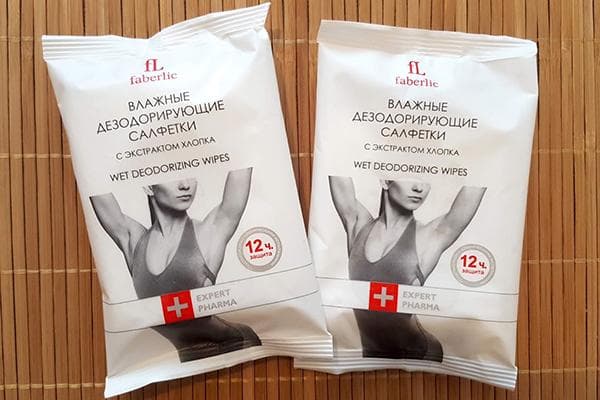 fL
faberlic
ВЛАЖНЫЕ
ДЕЗОДОРИРУЮЩИЕ
САЛФЕТКИ
С ЭКСТРАКТОМ ХЛОПКА
WET DEODORIZING WIPES
12 ч.
защита
EXPERT
PHARMA
fL
faberlic
ВЛАЖНЫЕ
ДЕЗОДОРИРУЮЩИЕ
САЛФЕТКИ
С ЭКСТРАКТОМ ХЛОПКА
WET DEODORIZING WIPES
12 ч.
защита
EXPERT
PHARMA